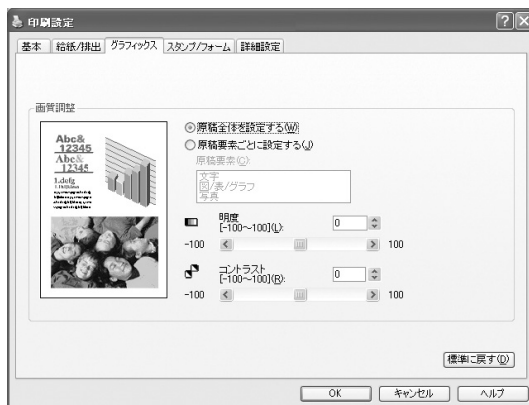 印刷設定
基本 給紙/排出 グラフィックス スタンプ/フォーム 詳細設定
画質調整
Abc&
12345
Abc&
12345
1.defg
原稿全体を設定する(W)
原稿要素ごとに設定する(J)
原稿要素(C):
文字
図/表/グラフ
写真
明度
[-100～100](L): 0
-100 100
コントラスト
[-100～100](R): 0
-100 100
標準に戻す(D)
OK キャンセル ヘルプ